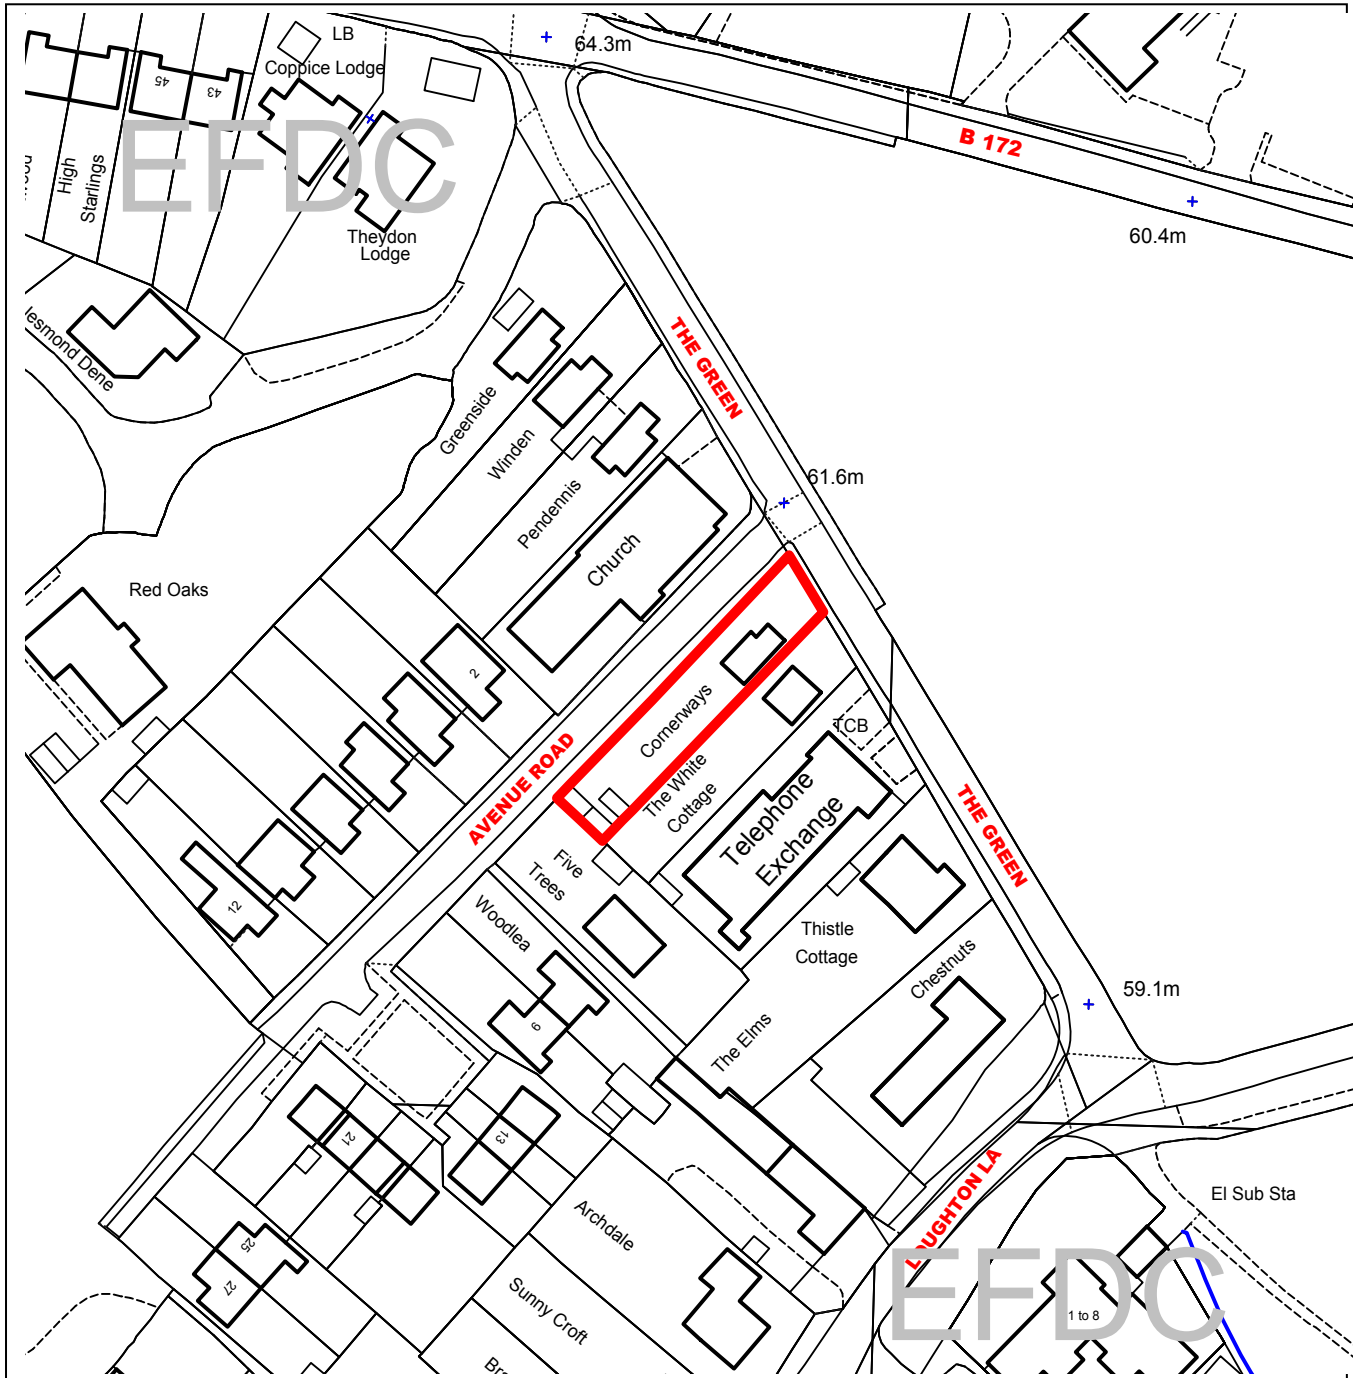 LB
64.3m
Coppice Lodge
45
43
EFDC
B 172
High
Starlings
Theydon
Lodge
60.4m
THE GREEN
Greenside
Winden
Pendennis
61.6m
Church
Red Oaks
2
Cornerways
The White
Cottage
TCB
AVENUE ROAD
Telephone
Exchange
THE GREEN
Five
Trees
Woodlea
12
Thistle
Cottage
Chestnuts
59.1m
9
The Elms
21
13
LOUGHTON LA
El Sub Sta
Archdale
25
27
Sunny Croft
EFDC
1 to 8